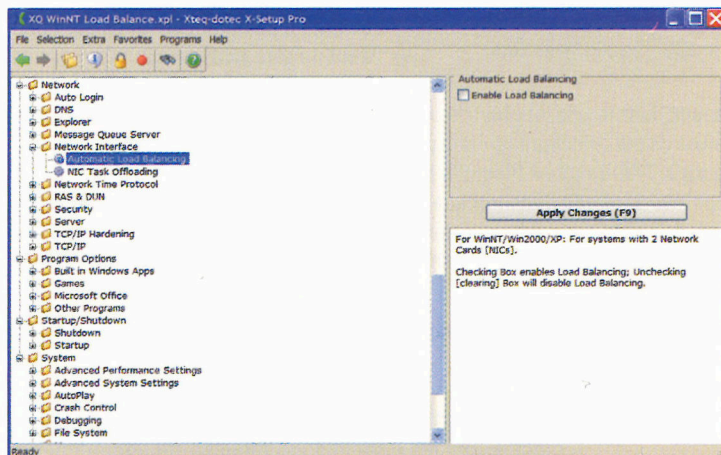 XQ WinNT Load Balance.xpl - Xteq-dotec X-Setup Pro
File Selection Extra Favorites Programs Help
Network
Auto Login
DNS
Explorer
Message Queue Server
Network Interface
Automatic Load Balancing
NIC Task Offloading
Network Time Protocol
RAS & DUN
Security
Server
TCP/IP Hardening
TCP/IP
Program Options
Built in Windows Apps
Games
Microsoft Office
Other Programs
Startup/Shutdown
Shutdown
Startup
System
Advanced Performance Settings
Advanced System Settings
AutoPlay
Crash Control
Debugging
File System
Automatic Load Balancing
Enable Load Balancing
Apply Changes (F9)
For WinNT/Win2000/XP: For systems with 2 Network
Cards [NICs].
Checking Box enables Load Balancing; Unchecking
[clearing] Box will disable Load Balancing.
Ready